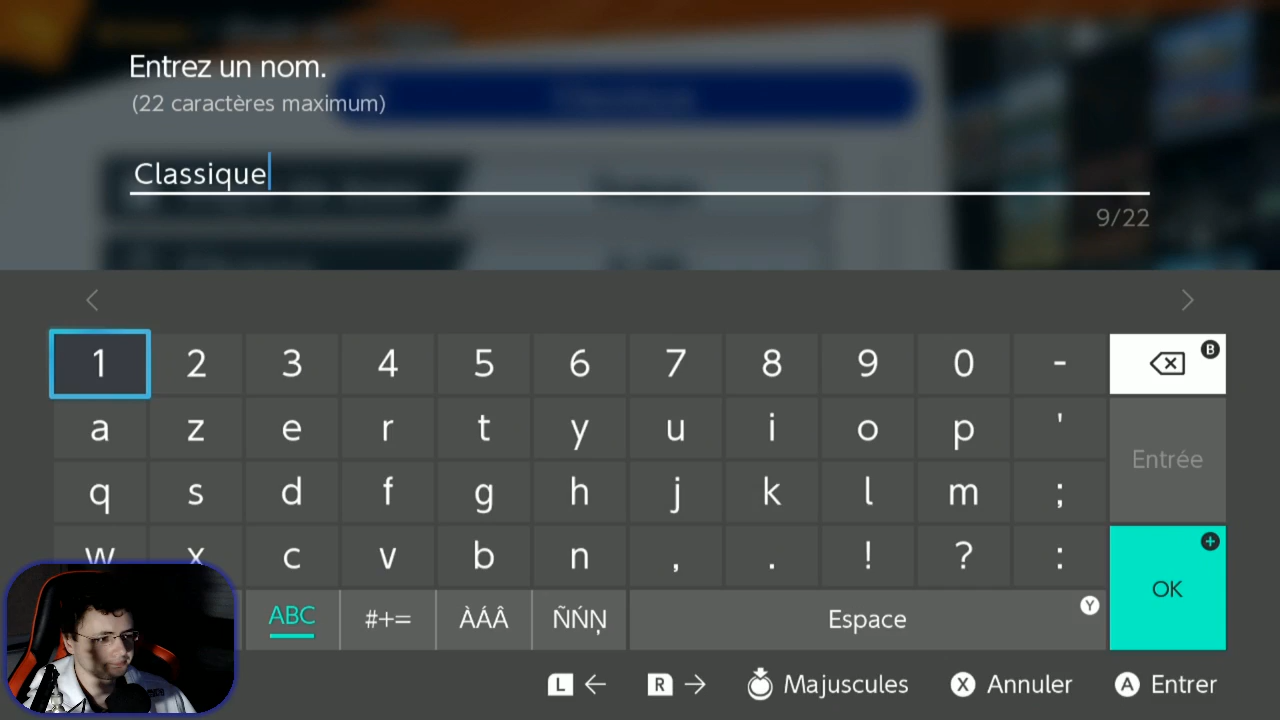 Entrez un nom.
(22 caractères maximum)
Classique
9/22
1 2 3 4 5 6 7 8 9 0 - B
a z e r t y u i o p '
Entrée
q s d f g h j k l m ;
w x c v b n , . ! ? : +
OK
ABC #+= ÀÁÂ ÑŃŅ Espace Y
L ← R → Majuscules X Annuler A Entrer